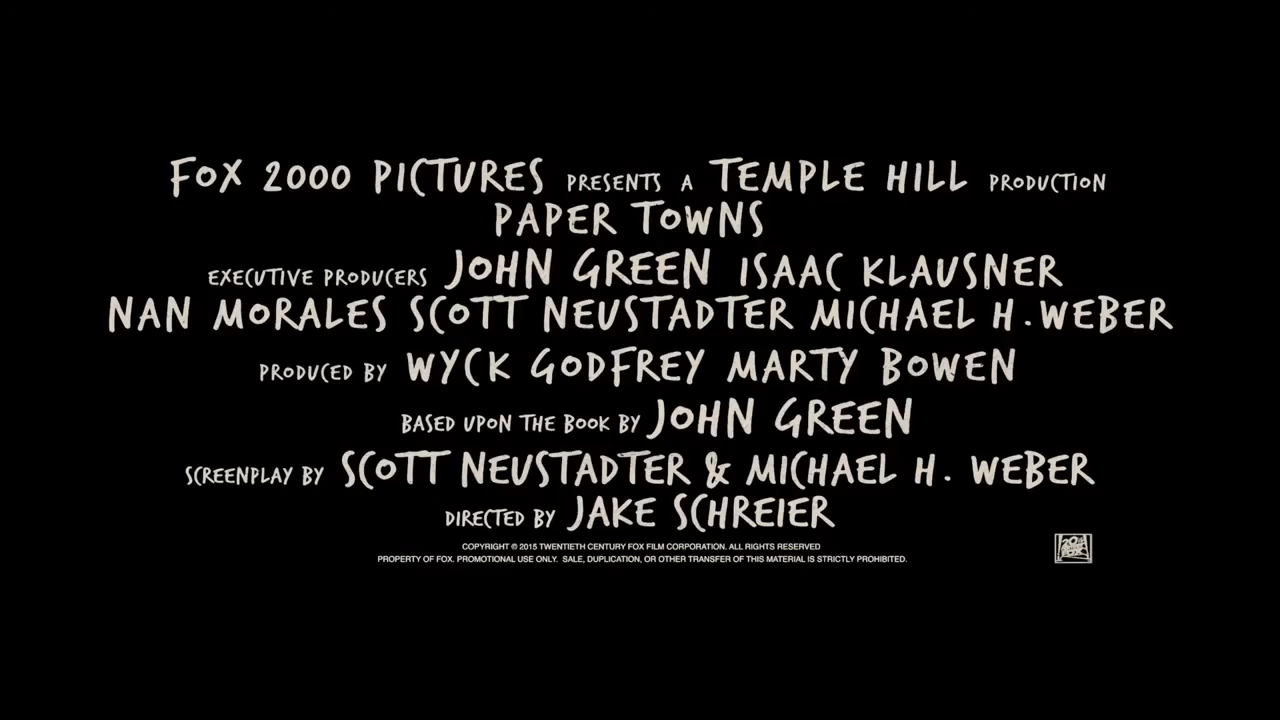 FOX 2000 PICTURES PRESENTS A TEMPLE HILL PRODUCTION
PAPER TOWNS
EXECUTIVE PRODUCERS JOHN GREEN ISAAC KLAUSNER
NAN MORALES SCOTT NEUSTADTER MICHAEL H. WEBER
PRODUCED BY WYCK GODFREY MARTY BOWEN
BASED UPON THE BOOK BY JOHN GREEN
SCREENPLAY BY SCOTT NEUSTADTER & MICHAEL H. WEBER
DIRECTED BY JAKE SCHREIER
COPYRIGHT © 2015 TWENTIETH CENTURY FOX FILM CORPORATION. ALL RIGHTS RESERVED
PROPERTY OF FOX. PROMOTIONAL USE ONLY. SALE, DUPLICATION, OR OTHER TRANSFER OF THIS MATERIAL IS STRICTLY PROHIBITED.